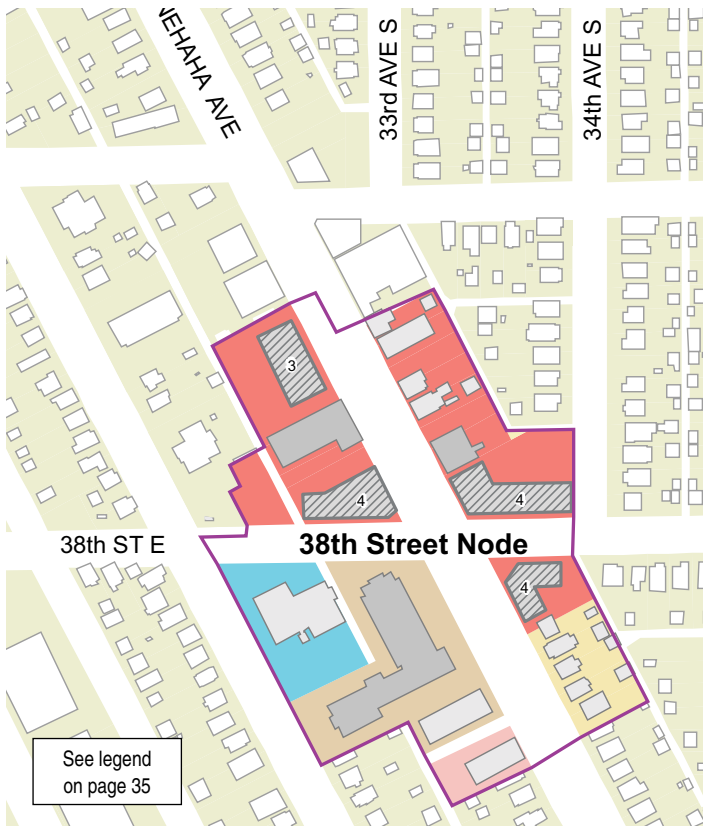 NEHAHA AVE
33rd AVE S
34th AVE S
3
4
4
38th ST E
38th Street Node
4
See legend
on page 35